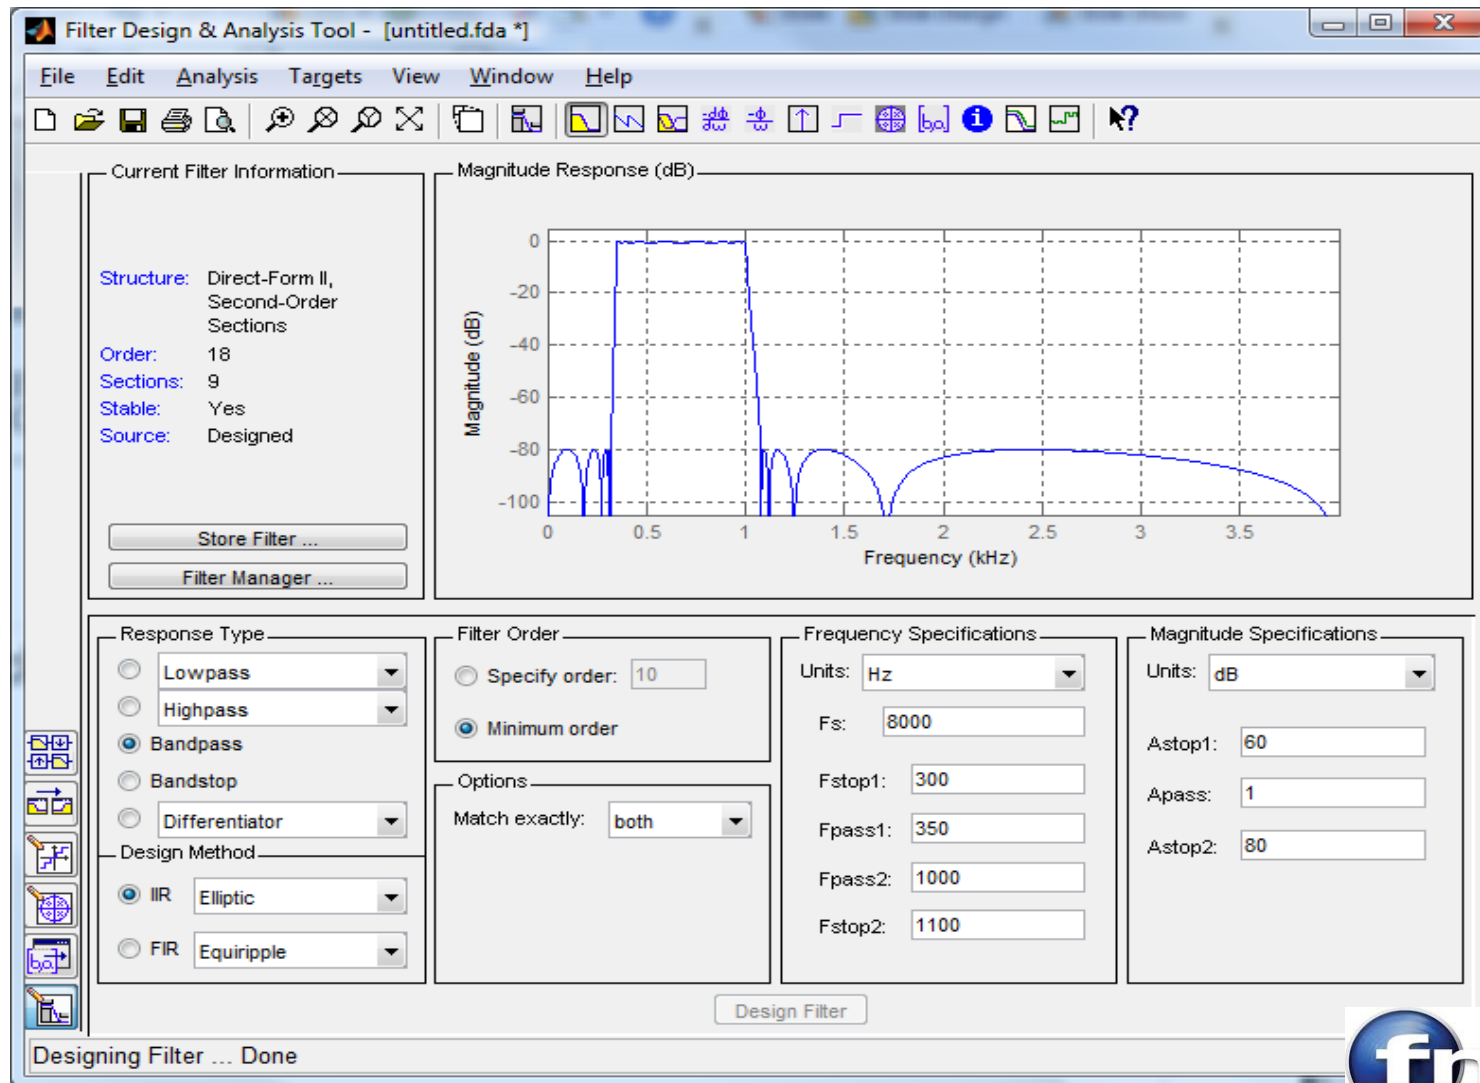 Filter Design & Analysis Tool - [untitled.fda *]
File Edit Analysis Targets View Window Help
Current Filter Information
Structure: Direct-Form II,
Second-Order
Sections
Order: 18
Sections: 9
Stable: Yes
Source: Designed
Store Filter ...
Filter Manager ...
Magnitude Response (dB)
Magnitude (dB)
0
-20
-40
-60
-80
-100
0 0.5 1 1.5 2 2.5 3 3.5
Frequency (kHz)
Response Type
Lowpass
Highpass
Bandpass
Bandstop
Differentiator
Design Method
IIR Elliptic
FIR Equiripple
Filter Order
Specify order: 10
Minimum order
Options
Match exactly: both
Frequency Specifications
Units: Hz
Fs: 8000
Fstop1: 300
Fpass1: 350
Fpass2: 1000
Fstop2: 1100
Magnitude Specifications
Units: dB
Astop1: 60
Apass: 1
Astop2: 80
Design Filter
Designing Filter ... Done